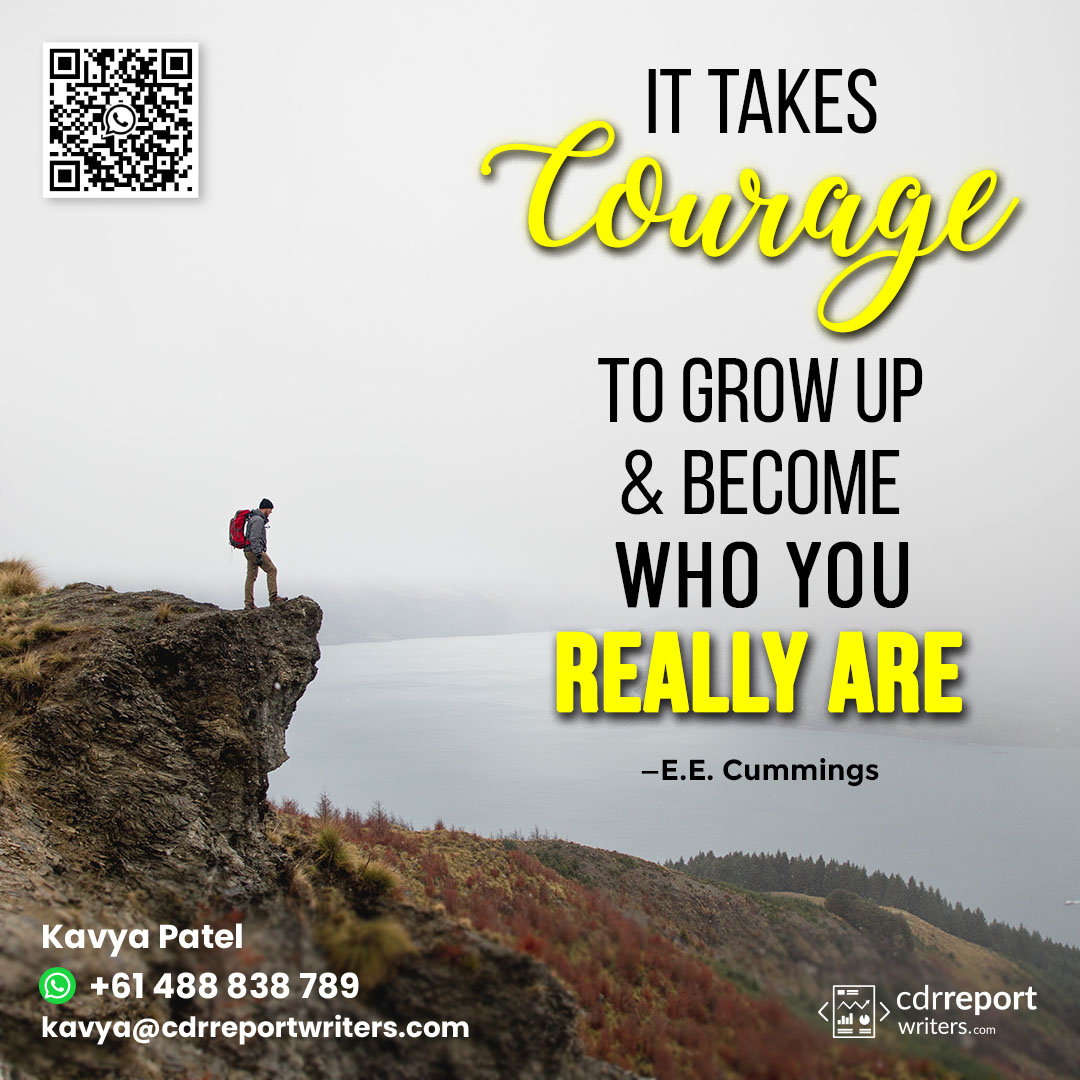 IT TAKES
Courage
TO GROW UP
& BECOME
WHO YOU
REALLY ARE
–E.E. Cummings
Kavya Patel
+61 488 838 789
kavya@cdrreportwriters.com
cdrreport
writers.com